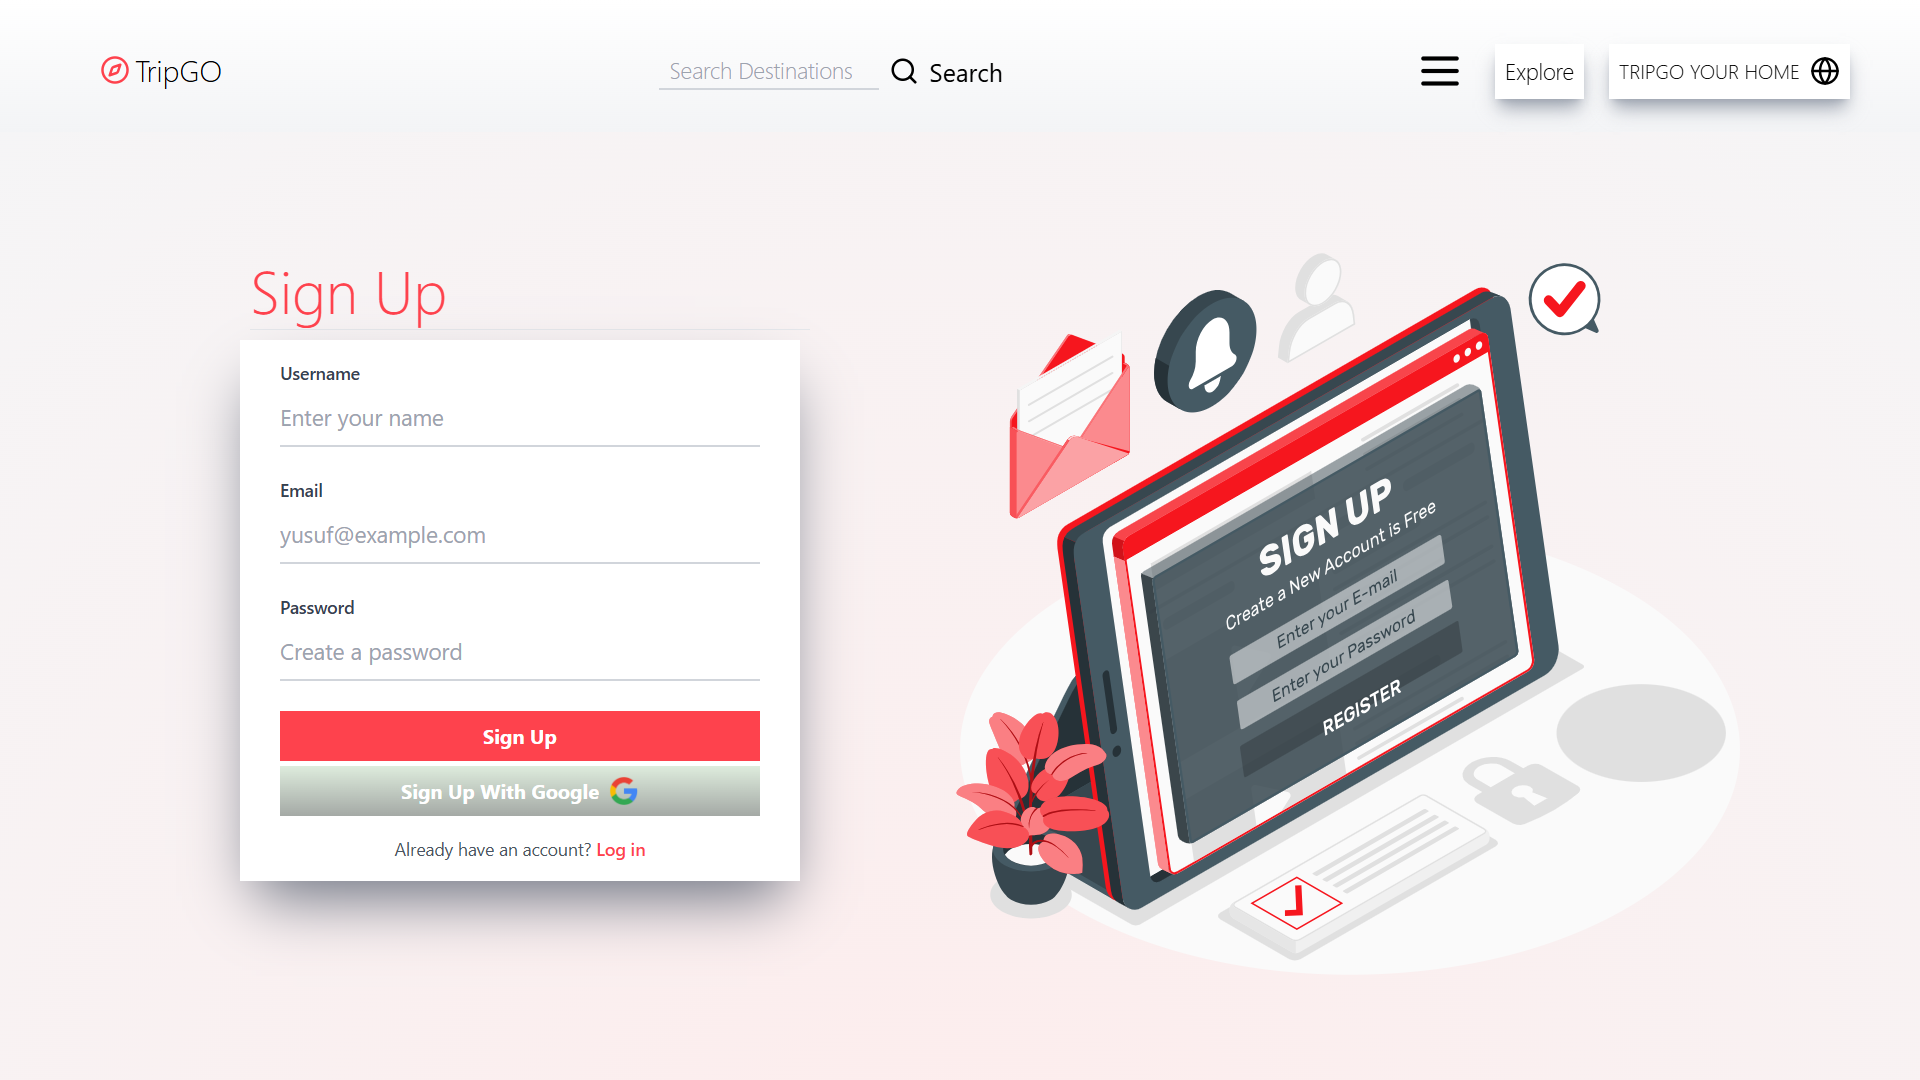 TripGO
Search Destinations
Search
Explore
TRIPGO YOUR HOME
Sign Up
Username
Enter your name
Email
yusuf@example.com
Password
Create a password
Sign Up
Sign Up With Google
Already have an account? Log in
SIGN UP
Create a New Account is Free
Enter your E-mail
Enter your Password
REGISTER